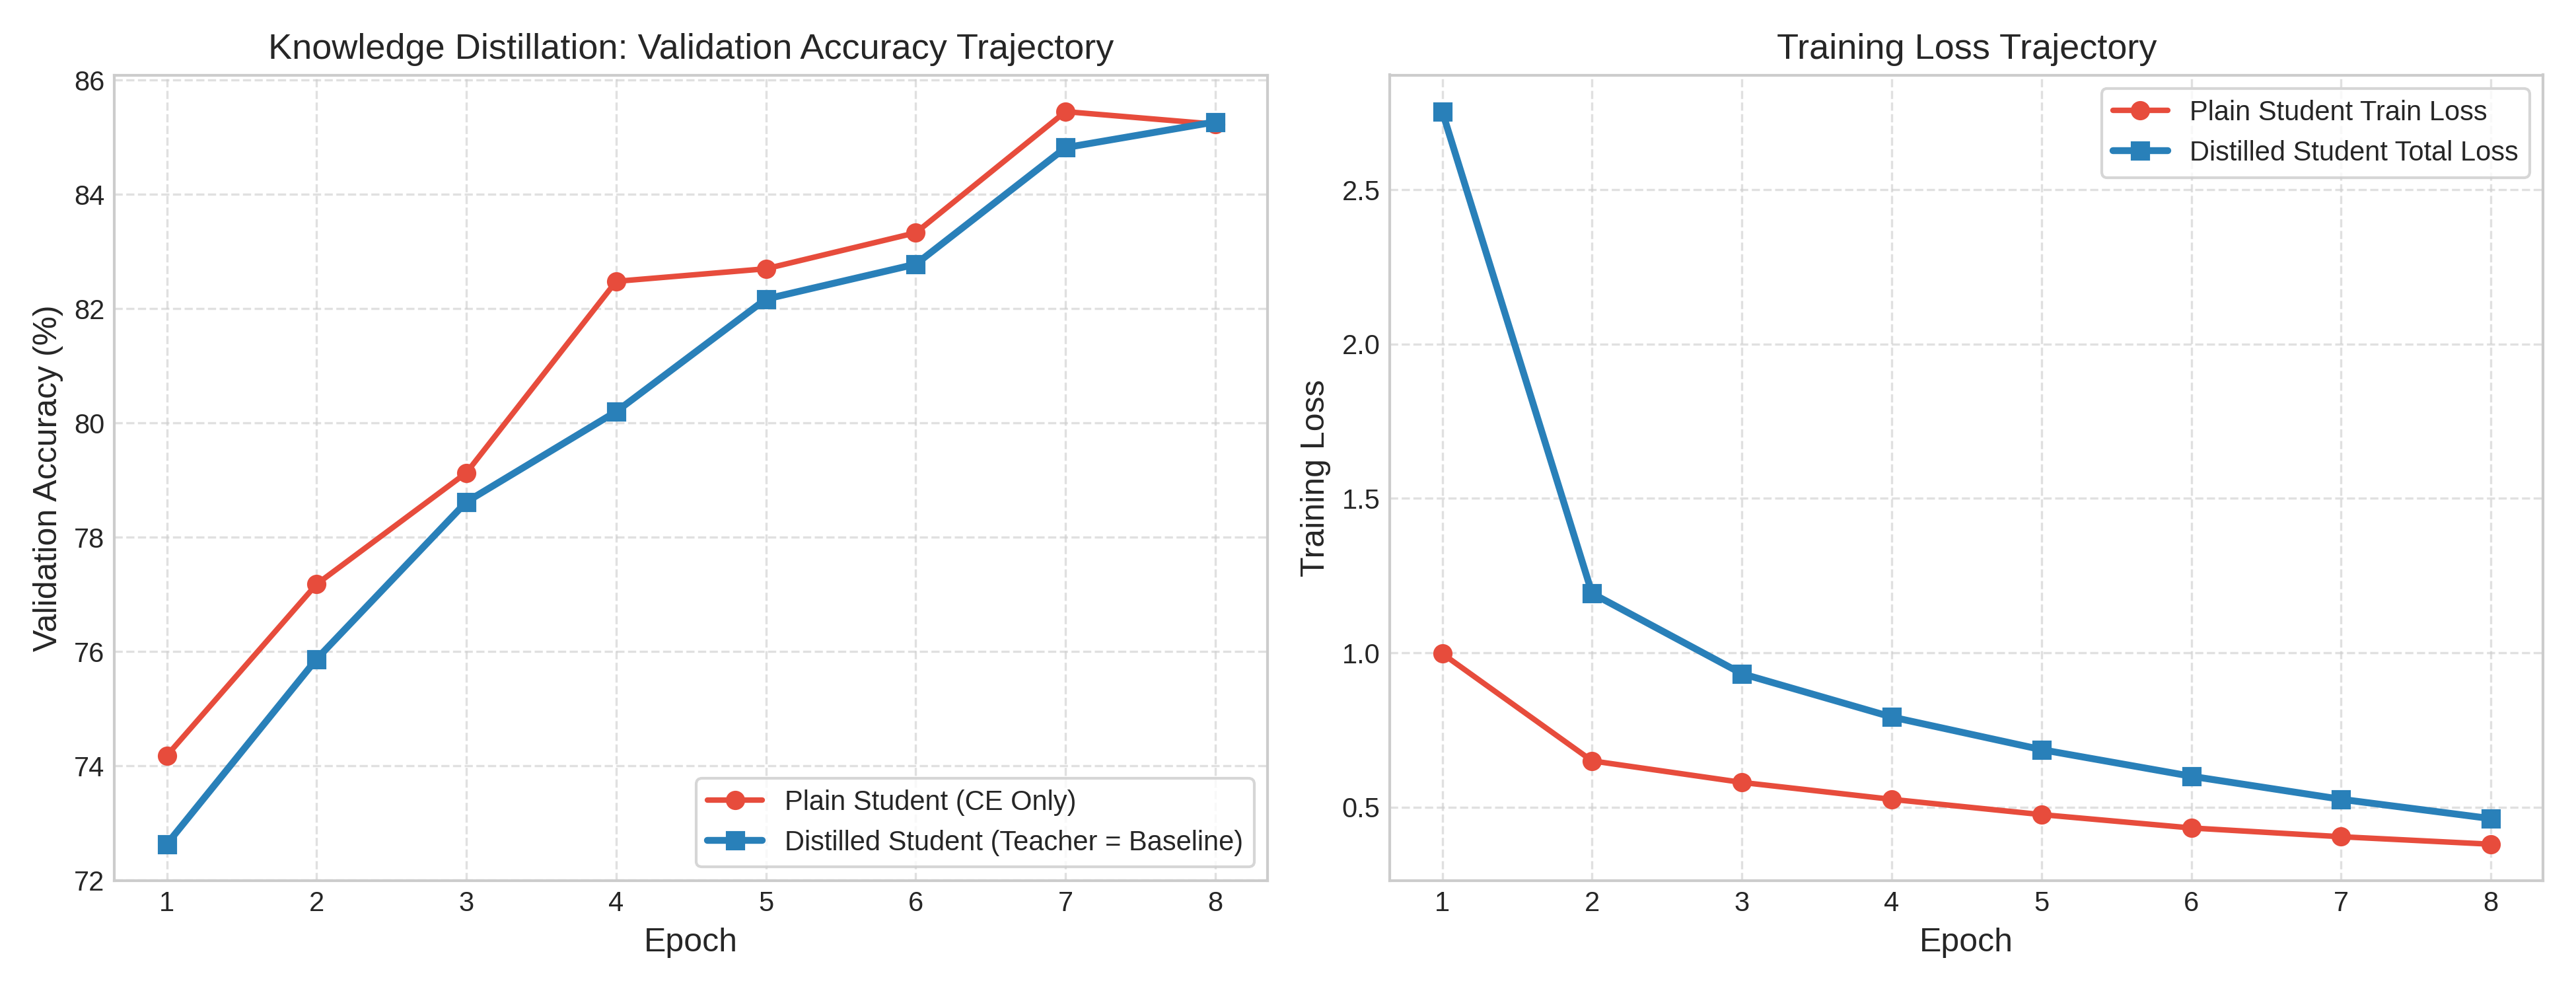 Knowledge Distillation: Validation Accuracy Trajectory
Validation Accuracy (%)
86
84
82
80
78
76
74
72
Plain Student (CE Only)
Distilled Student (Teacher = Baseline)
1 2 3 4 5 6 7 8
Epoch
Training Loss Trajectory
Training Loss
2.5
2.0
1.5
1.0
0.5
Plain Student Train Loss
Distilled Student Total Loss
1 2 3 4 5 6 7 8
Epoch